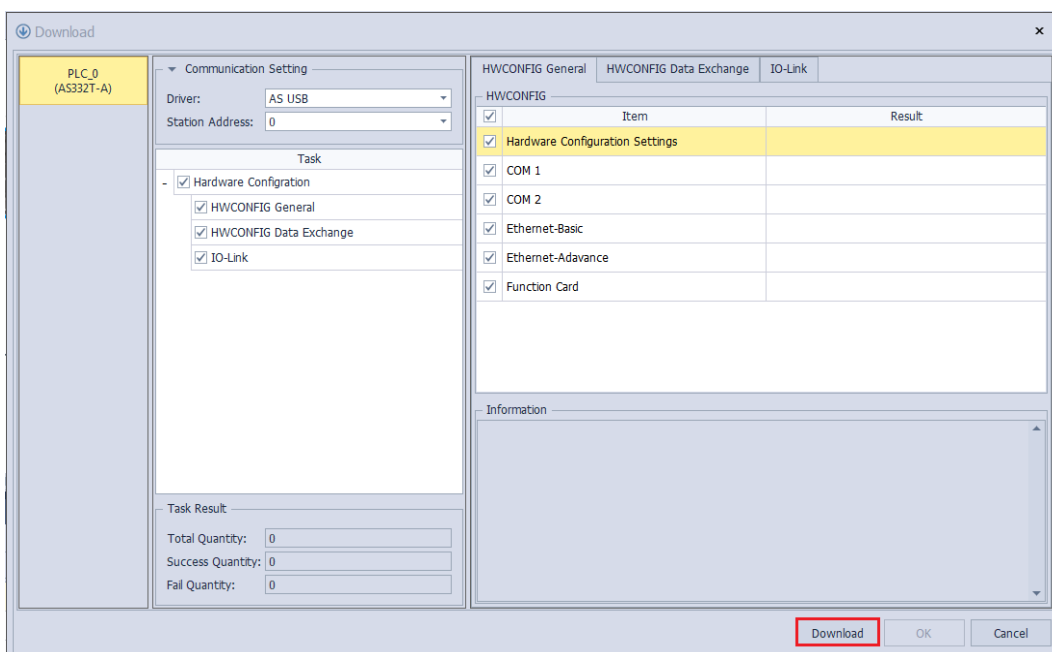 Download
PLC_0
(AS332T-A)
Communication Setting
Driver: AS USB
Station Address: 0
Task
Hardware Configration
HWCONFIG General
HWCONFIG Data Exchange
IO-Link
Task Result
Total Quantity: 0
Success Quantity: 0
Fail Quantity: 0
HWCONFIG General HWCONFIG Data Exchange IO-Link
HWCONFIG
Item Result
Hardware Configuration Settings
COM 1
COM 2
Ethernet-Basic
Ethernet-Adavance
Function Card
Information
Download OK Cancel